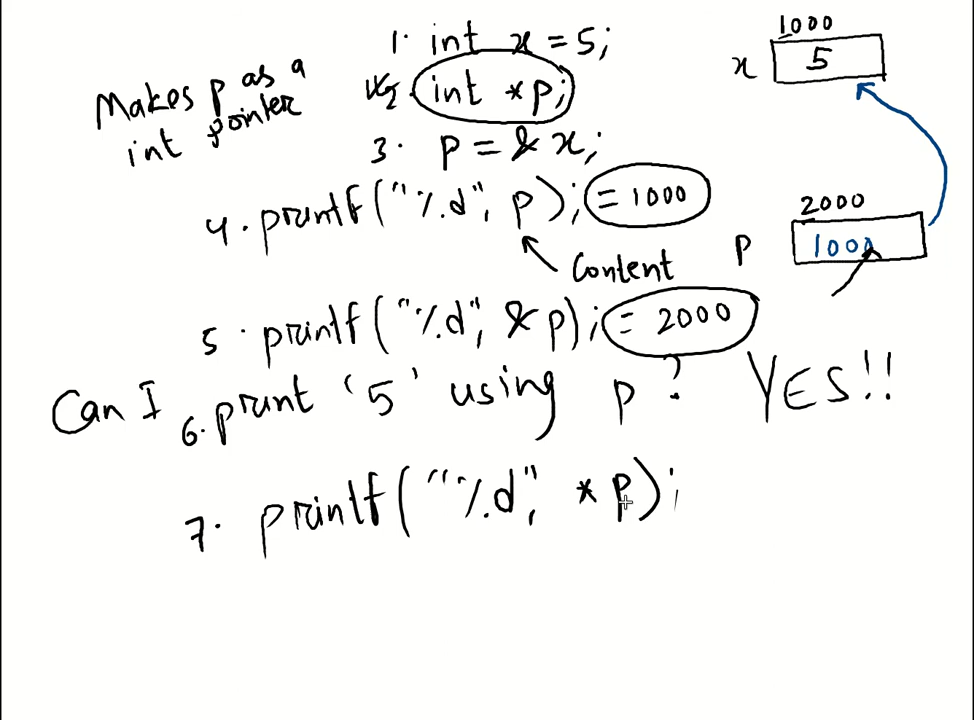 1. int x = 5;
1000
x 5
Makes p as a
int pointer
2. int *p;
3. p = & x;
4. printf("%d", p); = 1000
Content
2000
p 1000
5. printf("%d", &p); = 2000
Can I 6. print '5' using p? YES!!
7. printf("%d", *p);